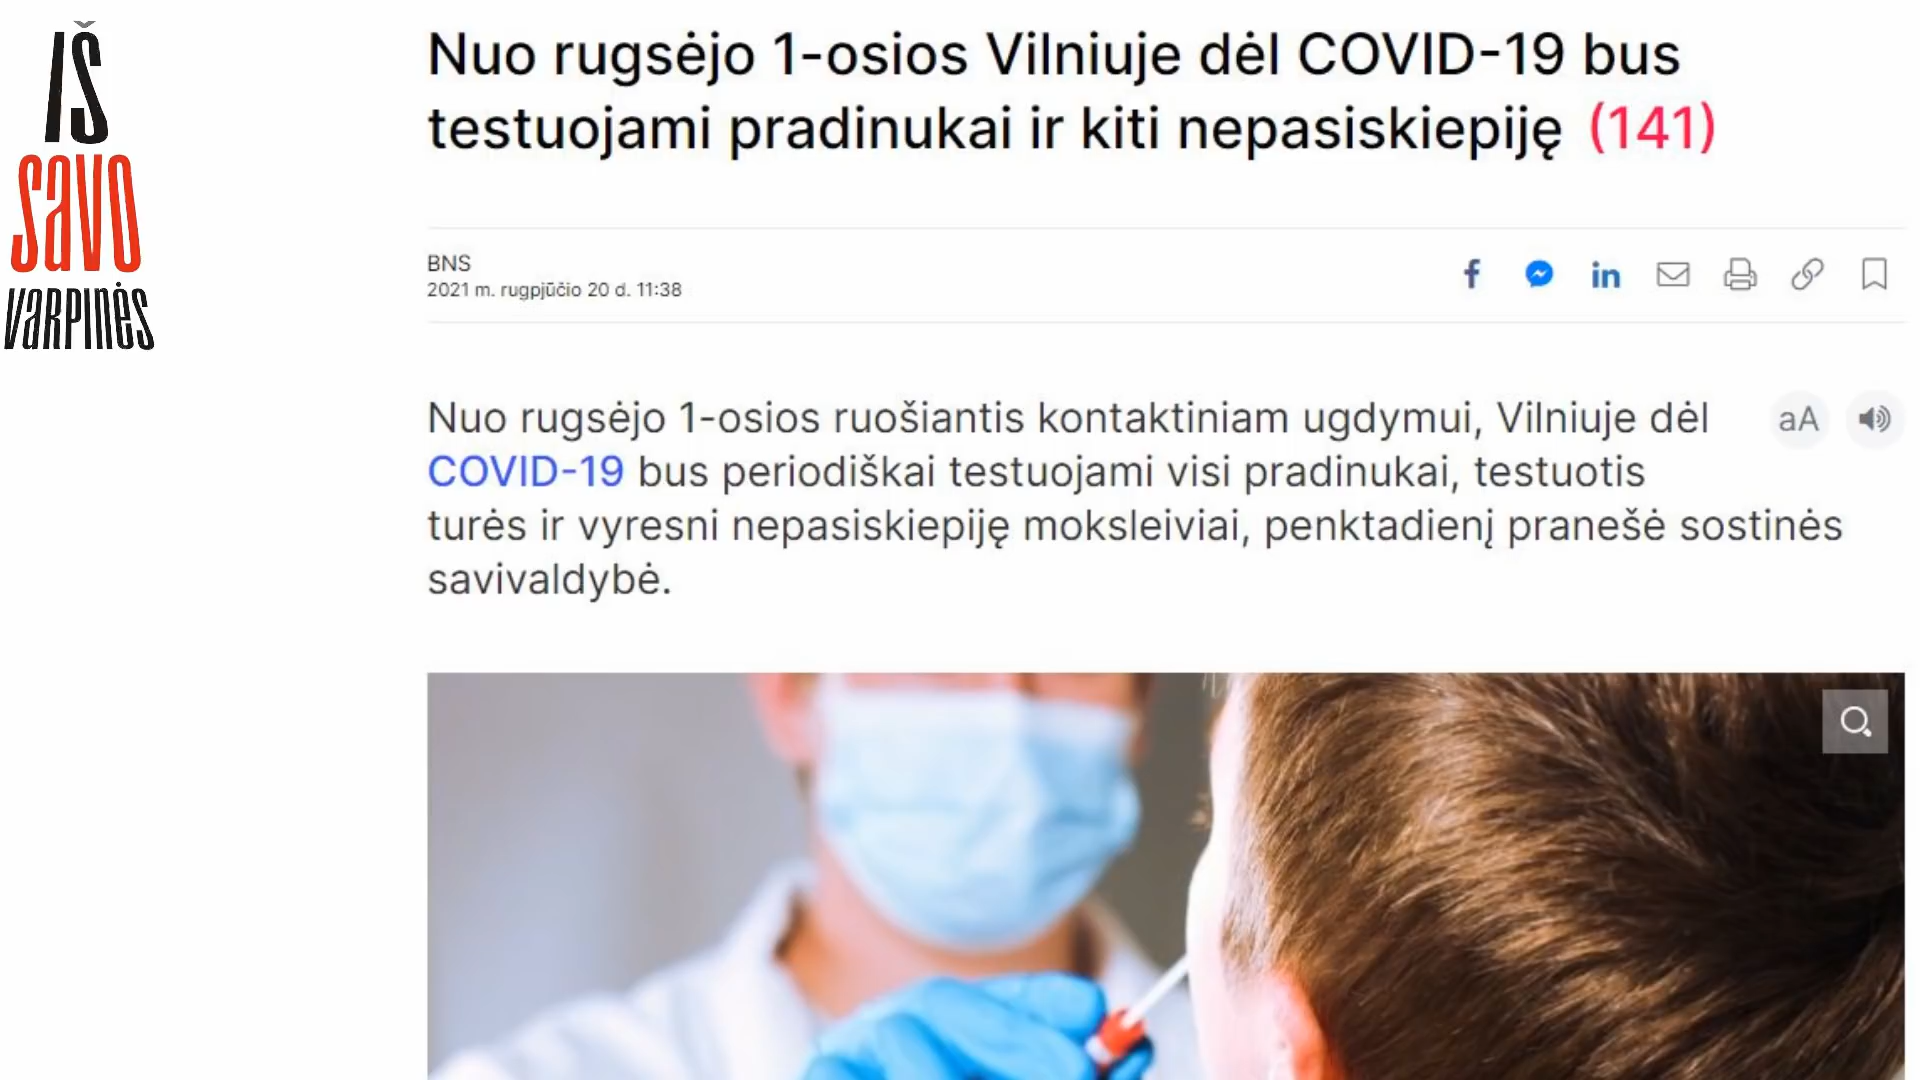 IŠ
savo
varpinės
Nuo rugsėjo 1-osios Vilniuje dėl COVID-19 bus
testuojami pradinukai ir kiti nepasiskiepiję (141)
BNS
2021 m. rugpjūčio 20 d. 11:38
Nuo rugsėjo 1-osios ruošiantis kontaktiniam ugdymui, Vilniuje dėl
COVID-19 bus periodiškai testuojami visi pradinukai, testuotis
turės ir vyresni nepasiskiepiję moksleiviai, penktadienį pranešė sostinės
savivaldybė.
aA